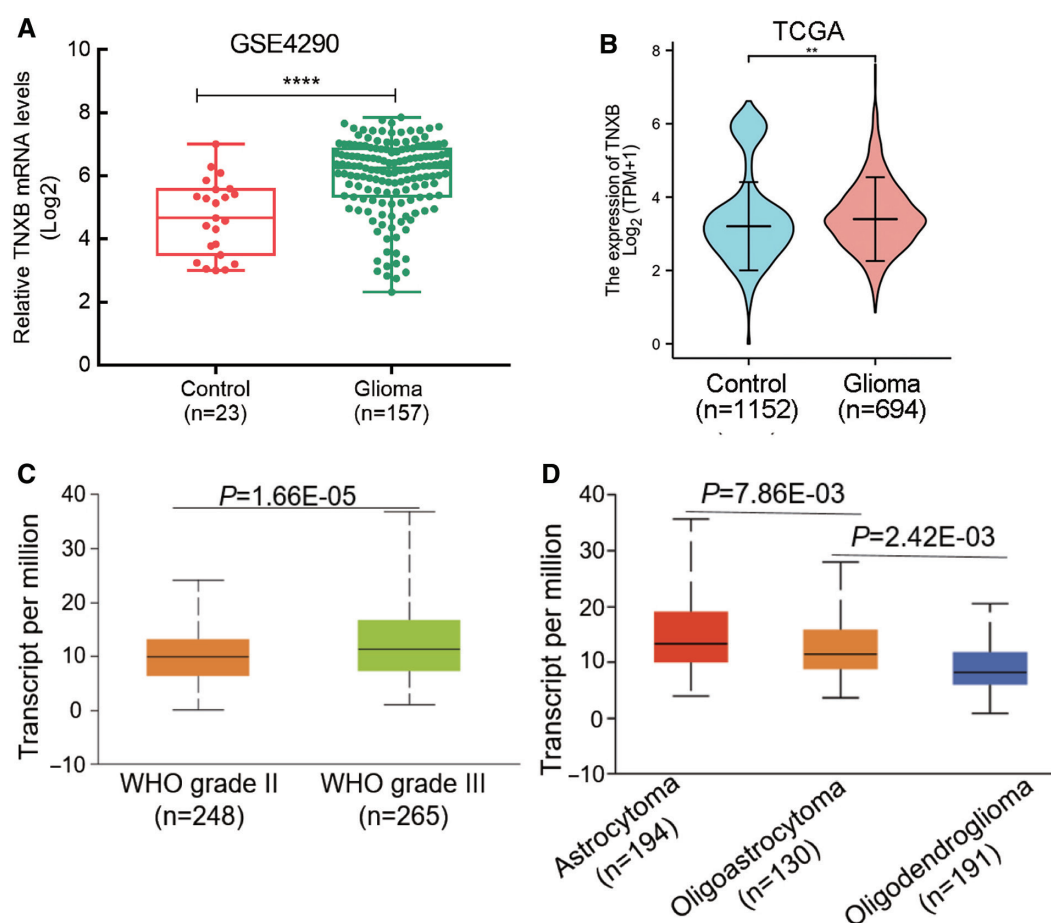 A
GSE4290
****
Relative TNXB mRNA levels
(Log2)
10
8
6
4
2
0
Control
(n=23)
Glioma
(n=157)
B
TCGA
**
The expression of TNXB
Log2 (TPM+1)
8
6
4
2
0
Control
(n=1152)
Glioma
(n=694)
C
P=1.66E-05
Transcript per million
40
30
20
10
0
−10
WHO grade II
(n=248)
WHO grade III
(n=265)
D
P=7.86E-03
P=2.42E-03
Transcript per million
40
30
20
10
0
−10
Astrocytoma
(n=194)
Oligoastrocytoma
(n=130)
Oligodendroglioma
(n=191)